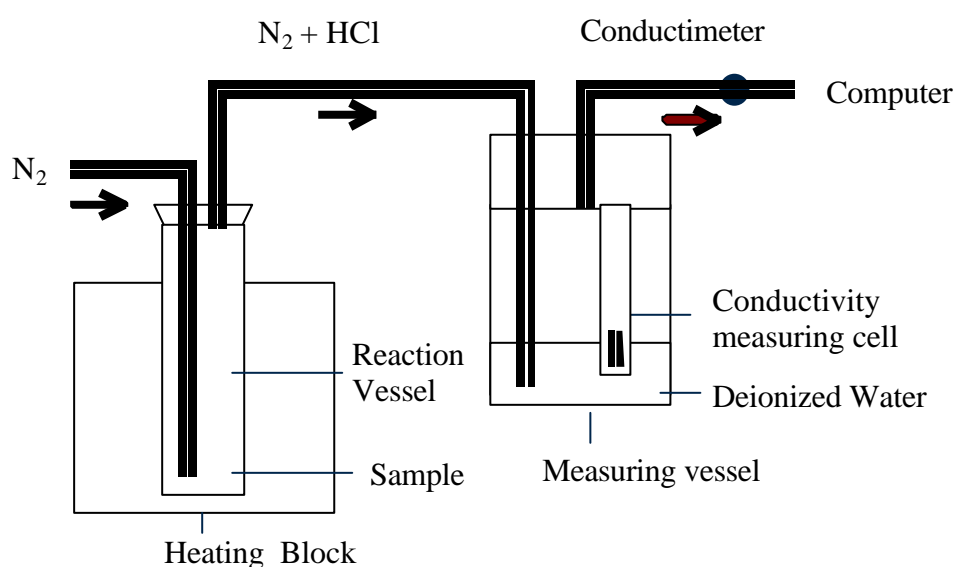 N₂ + HCl
Conductimeter
Computer
N₂
Conductivity
measuring cell
Reaction
Vessel
Deionized Water
Sample
Measuring vessel
Heating Block